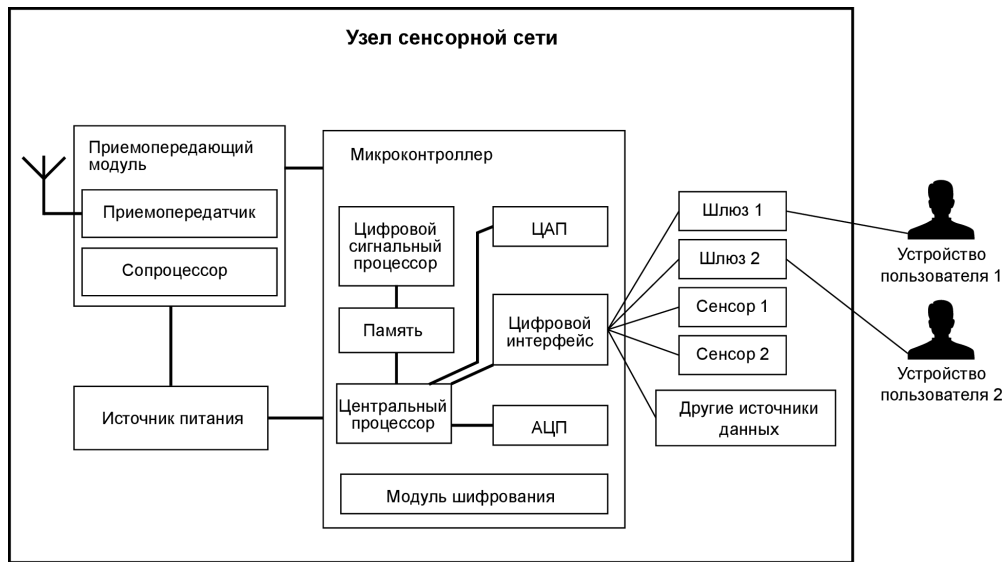 Узел сенсорной сети
Приемопередающий
модуль
Приемопередатчик
Сопроцессор
Источник питания
Микроконтроллер
Цифровой
сигнальный
процессор
Память
Центральный
процессор
ЦАП
Цифровой
интерфейс
АЦП
Модуль шифрования
Шлюз 1
Шлюз 2
Сенсор 1
Сенсор 2
Другие источники
данных
Устройство
пользователя 1
Устройство
пользователя 2